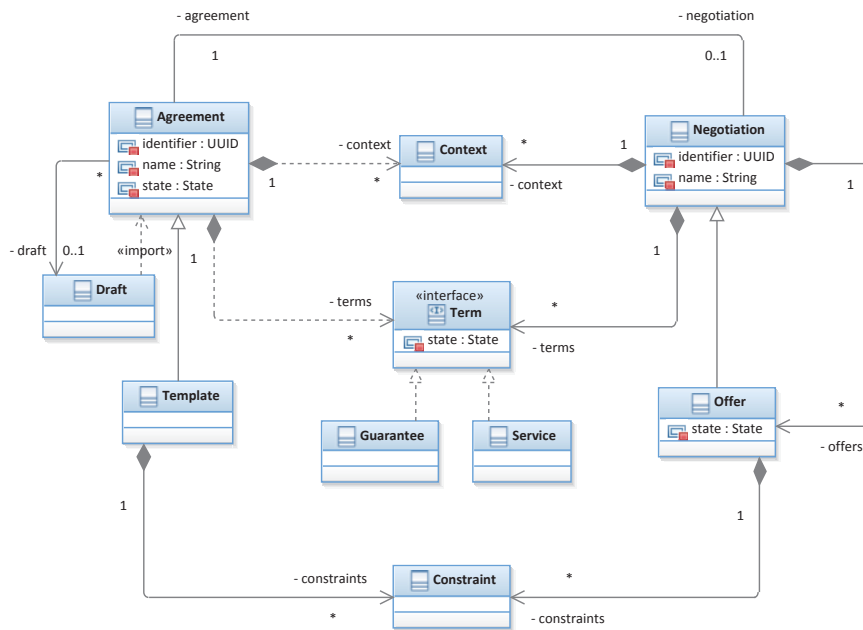 - agreement
- negotiation
1
0..1
Agreement
identifier : UUID
name : String
state : State
- context
*
1
Context
*
- context
1
Negotiation
identifier : UUID
name : String
1
*
- draft
0..1
«import»
1
1
Draft
- terms
*
«interface»
Term
state : State
*
- terms
Template
Guarantee
Service
Offer
state : State
*
- offers
1
1
- constraints
*
Constraint
*
- constraints